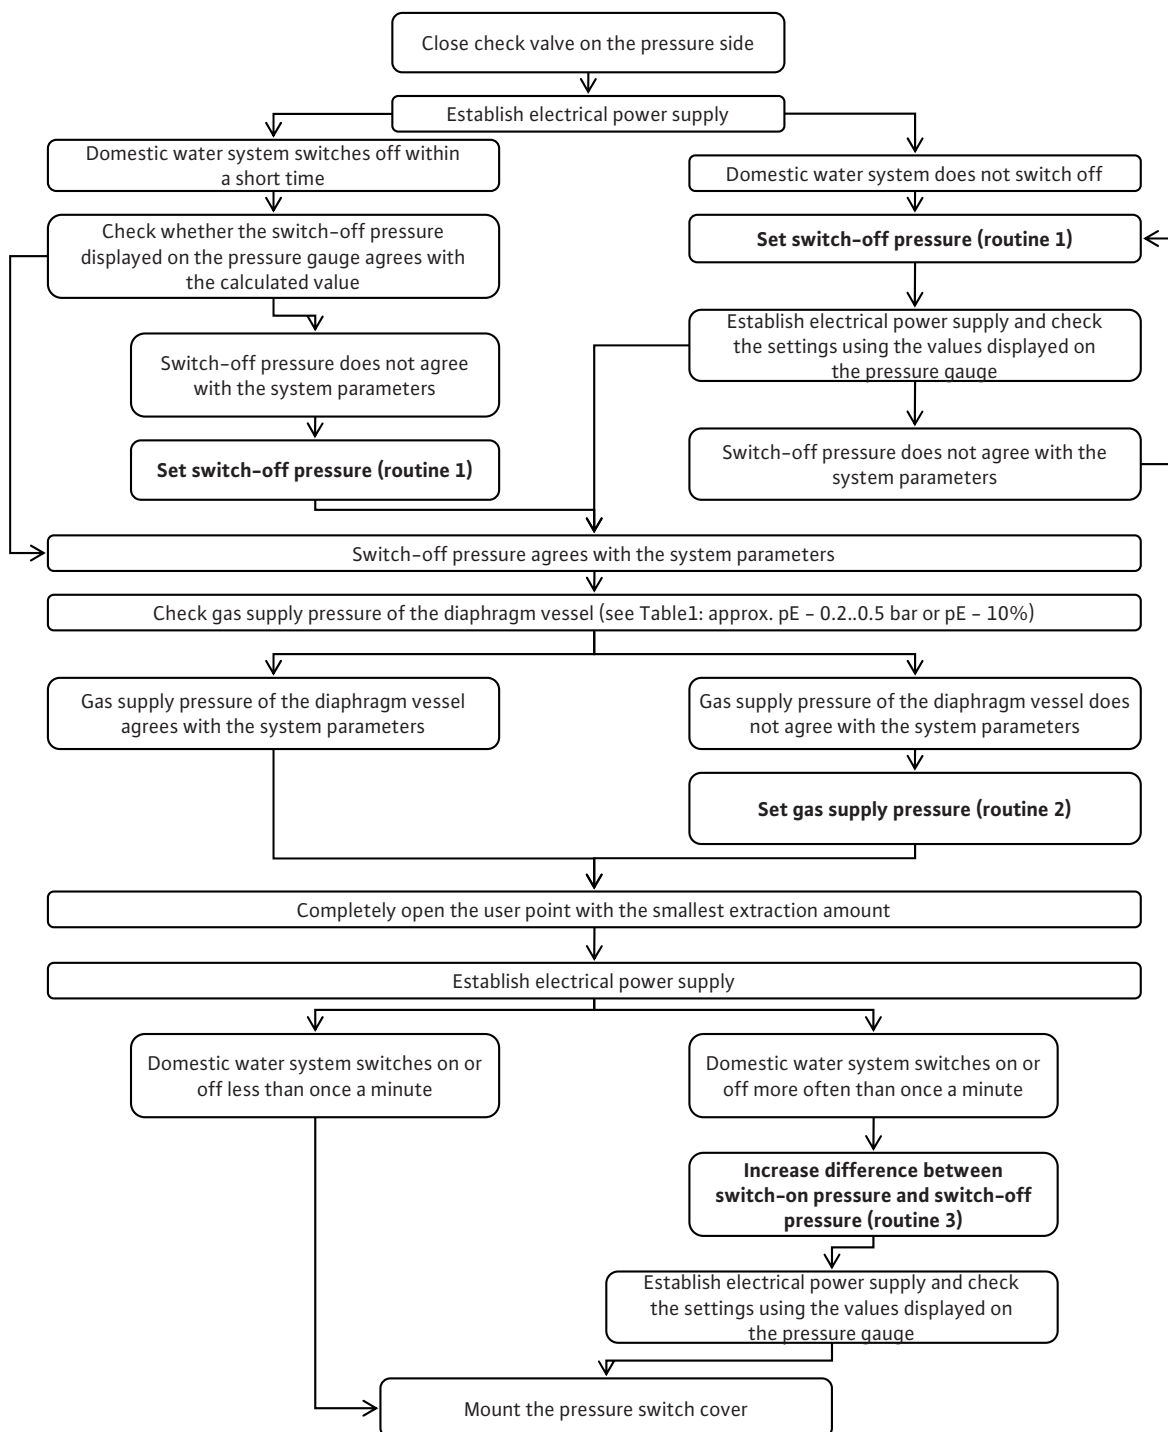 Close check valve on the pressure side
Establish electrical power supply
Domestic water system switches off within
a short time
Domestic water system does not switch off
Check whether the switch-off pressure
displayed on the pressure gauge agrees with
the calculated value
Set switch-off pressure (routine 1)
Switch-off pressure does not agree
with the system parameters
Establish electrical power supply and check
the settings using the values displayed on
the pressure gauge
Set switch-off pressure (routine 1)
Switch-off pressure does not agree with the
system parameters
Switch-off pressure agrees with the system parameters
Check gas supply pressure of the diaphragm vessel (see Table1: approx. pE - 0.2..0.5 bar or pE - 10%)
Gas supply pressure of the diaphragm vessel
agrees with the system parameters
Gas supply pressure of the diaphragm vessel does
not agree with the system parameters
Set gas supply pressure (routine 2)
Completely open the user point with the smallest extraction amount
Establish electrical power supply
Domestic water system switches on or
off less than once a minute
Domestic water system switches on or
off more often than once a minute
Increase difference between
switch-on pressure and switch-off
pressure (routine 3)
Establish electrical power supply and check
the settings using the values displayed on
the pressure gauge
Mount the pressure switch cover